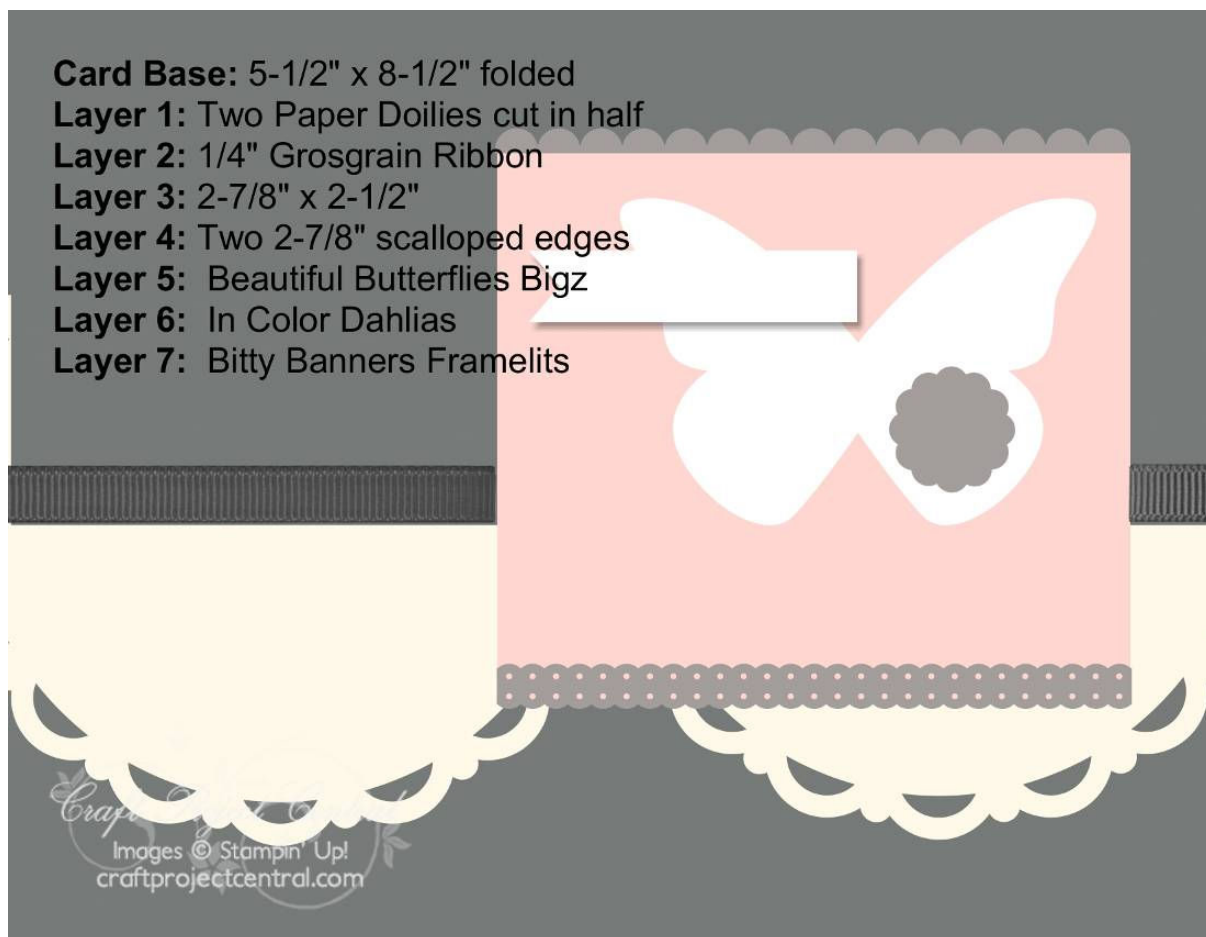 Card Base: 5-1/2" x 8-1/2" folded
Layer 1: Two Paper Doilies cut in half
Layer 2: 1/4" Grosgrain Ribbon
Layer 3: 2-7/8" x 2-1/2"
Layer 4: Two 2-7/8" scalloped edges
Layer 5:  Beautiful Butterflies Bigz
Layer 6:  In Color Dahlias
Layer 7:  Bitty Banners Framelits
Craft Project Central
Images © Stampin' Up!
craftprojectcentral.com